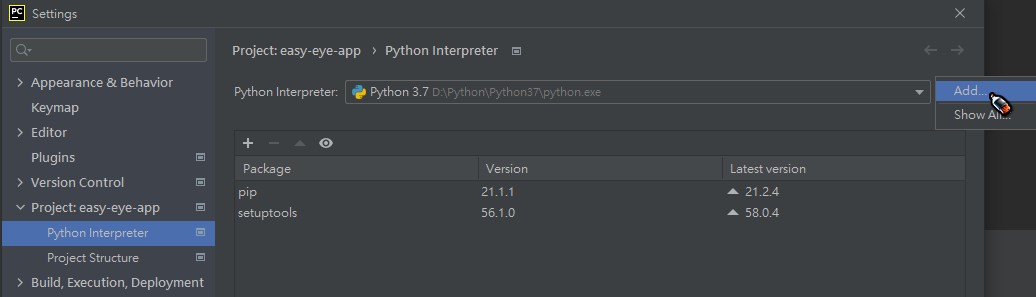 PC Settings
Project: easy-eye-app › Python Interpreter
Appearance & Behavior
Python Interpreter: Python 3.7 D:\Python\Python37\python.exe
Add...
Keymap
Show All...
Editor
Plugins
Package Version Latest version
Version Control
pip 21.1.1 21.2.4
Project: easy-eye-app
setuptools 56.1.0 58.0.4
Python Interpreter
Project Structure
Build, Execution, Deployment